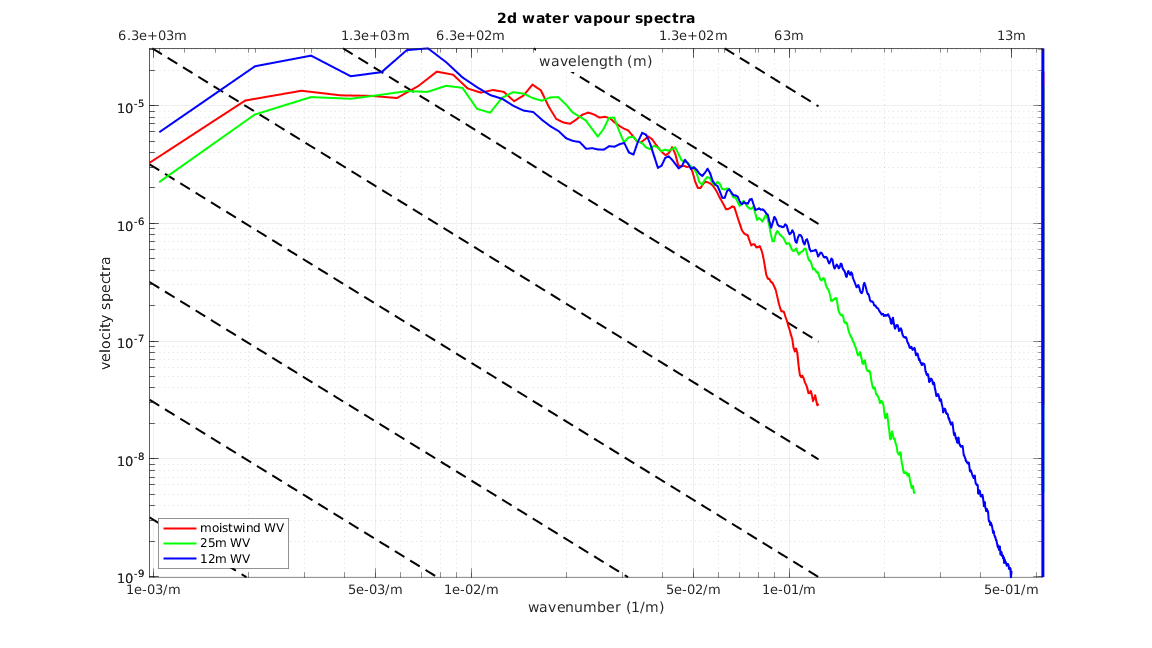 2d water vapour spectra
6.3e+03m 1.3e+03m 6.3e+02m 1.3e+02m 63m 13m
wavelength (m)
10-5
10-6
10-7
10-8
10-9
velocity spectra
moistwind WV
25m WV
12m WV
1e-03/m 5e-03/m 1e-02/m 5e-02/m 1e-01/m 5e-01/m
wavenumber (1/m)